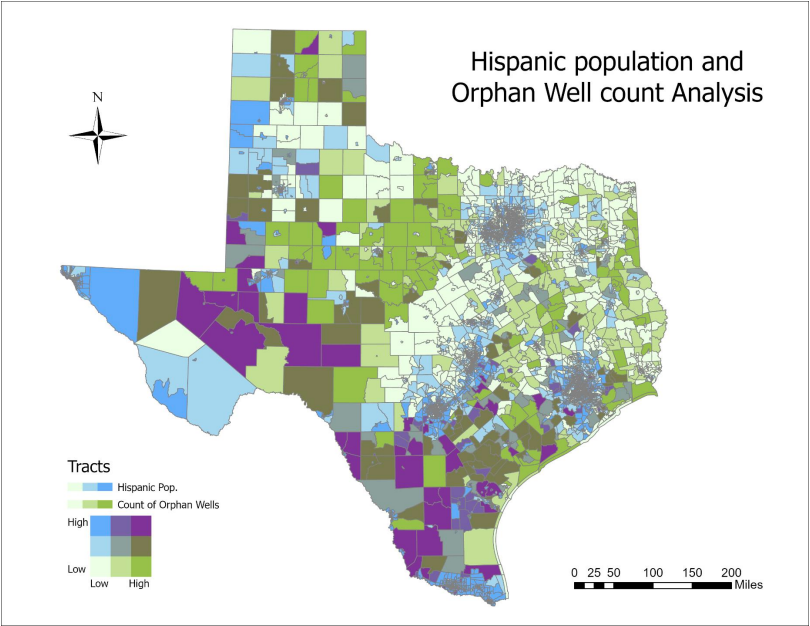 Hispanic population and
Orphan Well count Analysis
N
Tracts
Hispanic Pop.
Count of Orphan Wells
High
Low
Low High
0 25 50 100 150 200
Miles